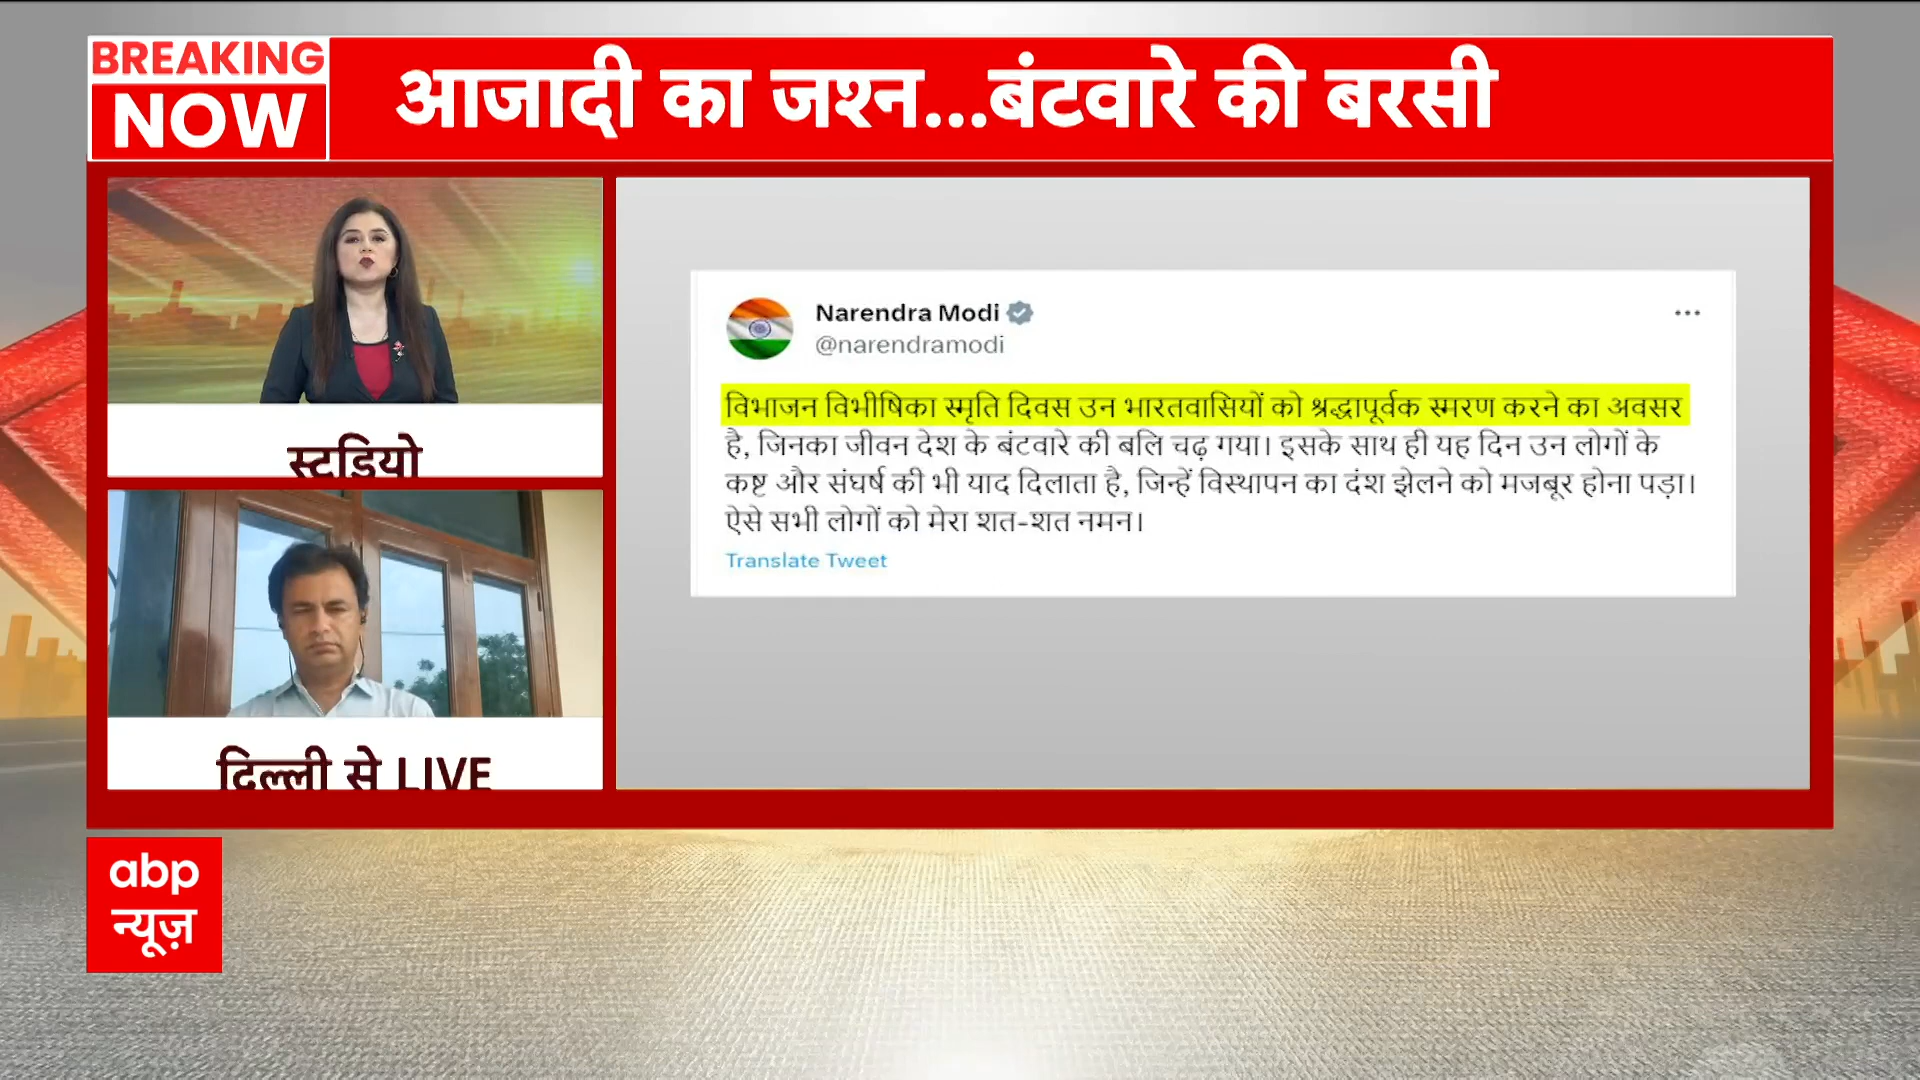 BREAKING
NOW
आजादी का जश्न...बंटवारे की बरसी
स्टूडियो
दिल्ली से LIVE
Narendra Modi
@narendramodi
विभाजन विभीषिका स्मृति दिवस उन भारतवासियों को श्रद्धापूर्वक स्मरण करने का अवसर
है, जिनका जीवन देश के बंटवारे की बलि चढ़ गया। इसके साथ ही यह दिन उन लोगों के
कष्ट और संघर्ष की भी याद दिलाता है, जिन्हें विस्थापन का दंश झेलने को मजबूर होना पड़ा।
ऐसे सभी लोगों को मेरा शत-शत नमन।
Translate Tweet
abp
न्यूज़